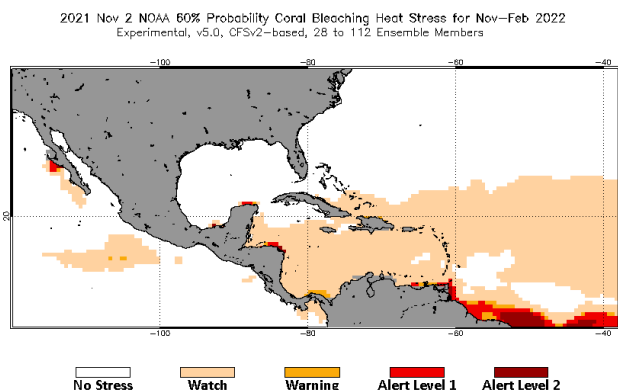 2021 Nov 2 NOAA 60% Probability Coral Bleaching Heat Stress for Nov-Feb 2022
Experimental, v5.0, CFSv2-based, 28 to 112 Ensemble Members
-100 -80 -60 -40
20
-100 -80 -60 -40
No Stress Watch Warning Alert Level 1 Alert Level 2